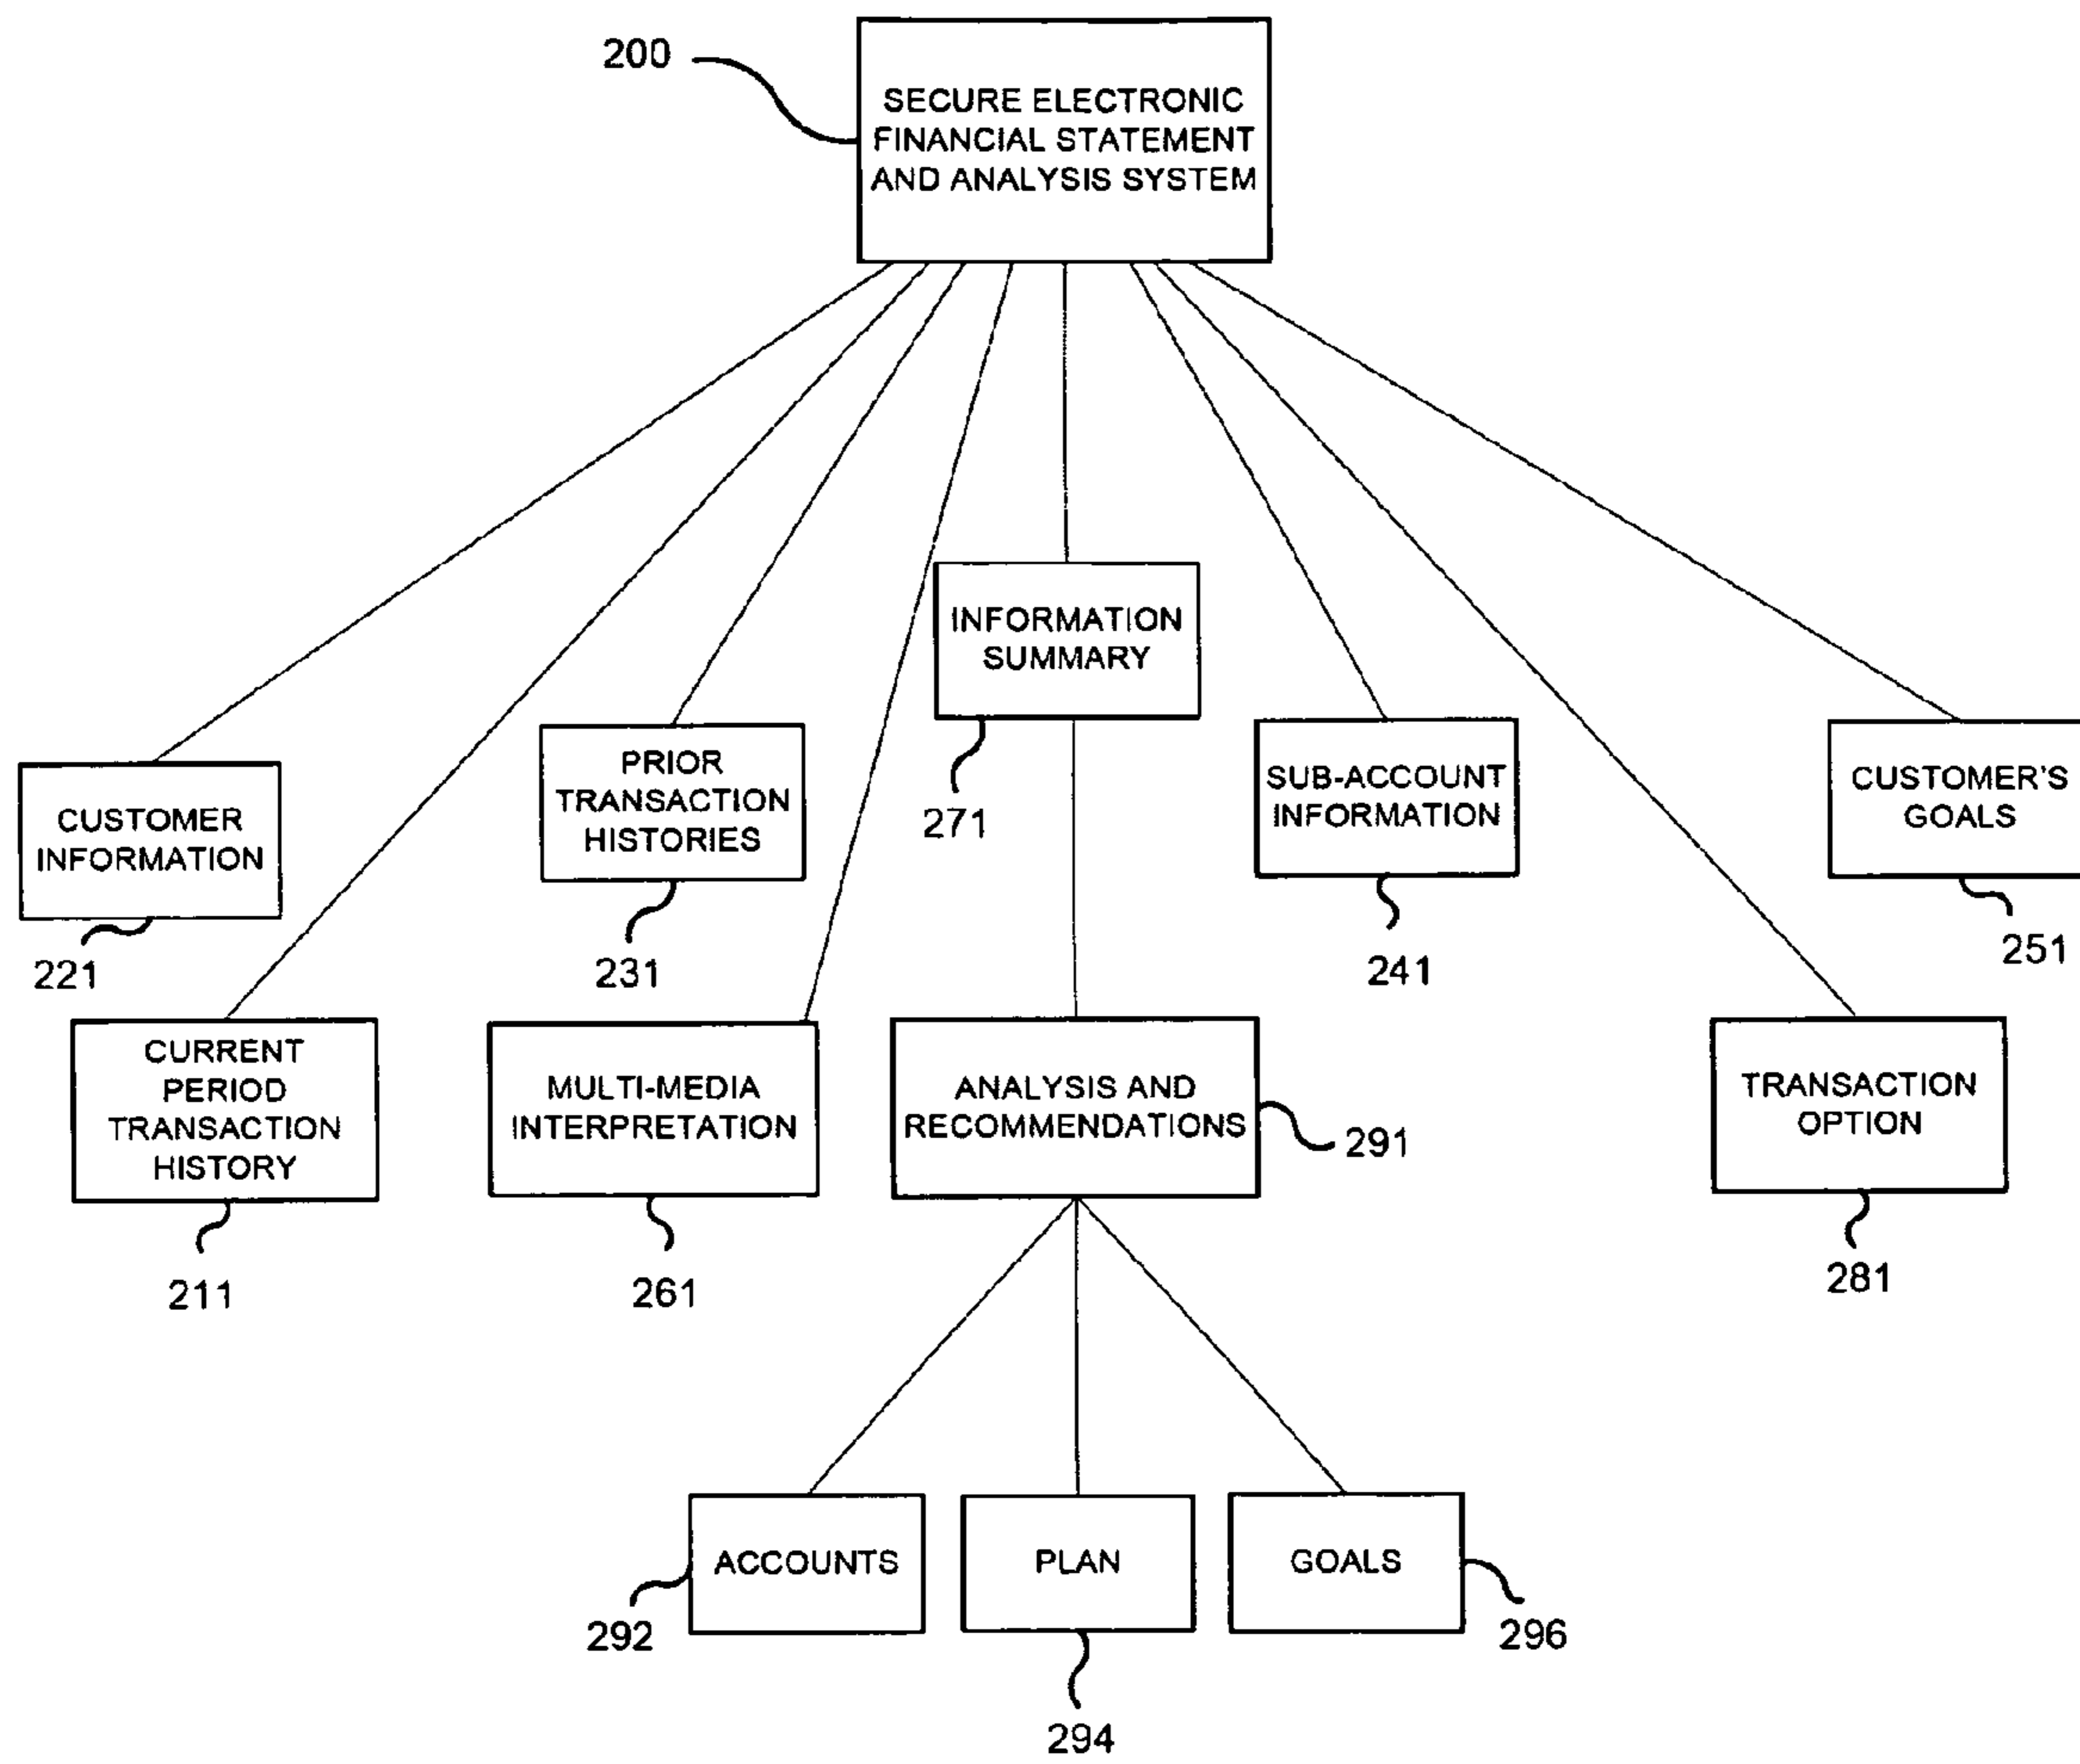 200
SECURE ELECTRONIC
FINANCIAL STATEMENT
AND ANALYSIS SYSTEM
INFORMATION
SUMMARY
271
PRIOR
TRANSACTION
HISTORIES
231
SUB-ACCOUNT
INFORMATION
241
CUSTOMER'S
GOALS
251
CUSTOMER
INFORMATION
221
CURRENT
PERIOD
TRANSACTION
HISTORY
211
MULTI-MEDIA
INTERPRETATION
261
ANALYSIS AND
RECOMMENDATIONS
291
TRANSACTION
OPTION
281
ACCOUNTS
292
PLAN
294
GOALS
296